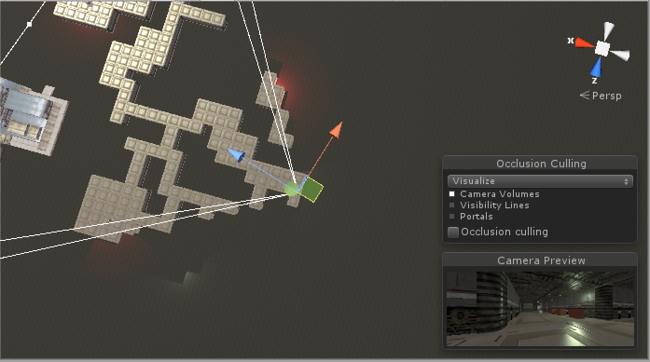 x
z
Persp
Occlusion Culling
Visualize
Camera Volumes
Visibility Lines
Portals
Occlusion culling
Camera Preview